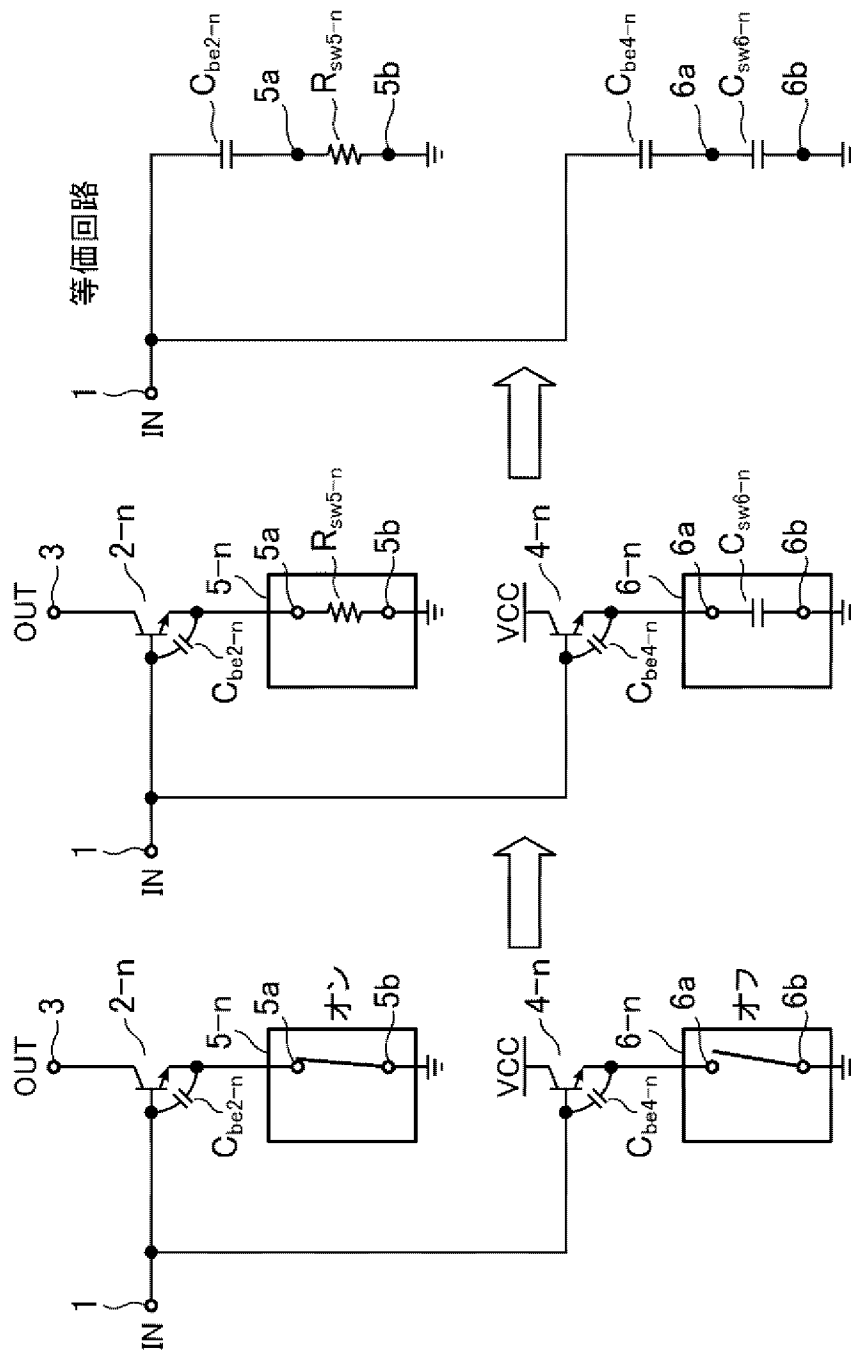 OUT 3
1
IN
2-n
C_be2-n
5-n
5a
オン
5b
VCC
4-n
C_be4-n
6-n
6a
オフ
6b
OUT 3
1
IN
2-n
C_be2-n
5-n
5a
R_sw5-n
5b
VCC
4-n
C_be4-n
6-n
6a
C_sw6-n
6b
等価回路
1
IN
C_be2-n
5a
R_sw5-n
5b
C_be4-n
6a
C_sw6-n
6b